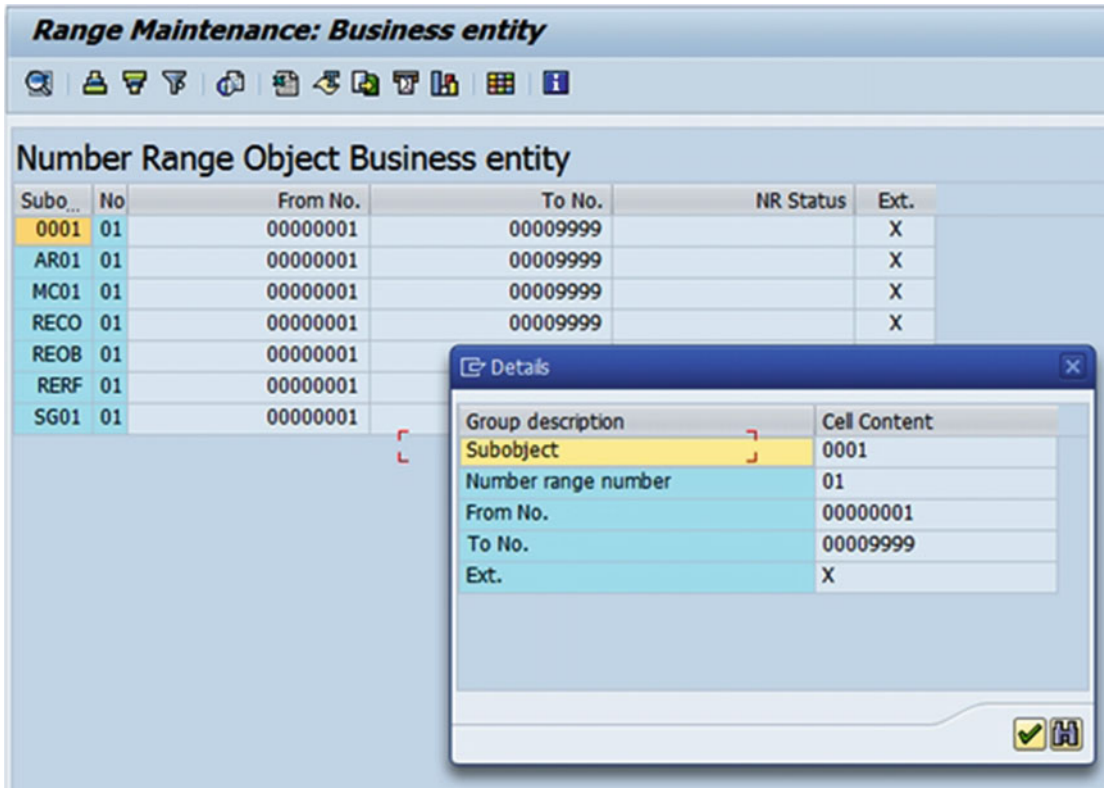 Range Maintenance: Business entity
Number Range Object Business entity
Subo... No From No. To No. NR Status Ext.
0001 01 00000001 00009999 X
AR01 01 00000001 00009999 X
MC01 01 00000001 00009999 X
RECO 01 00000001 00009999 X
REOB 01 00000001
RERF 01 00000001
SG01 01 00000001
Details
Group description Cell Content
Subobject 0001
Number range number 01
From No. 00000001
To No. 00009999
Ext. X